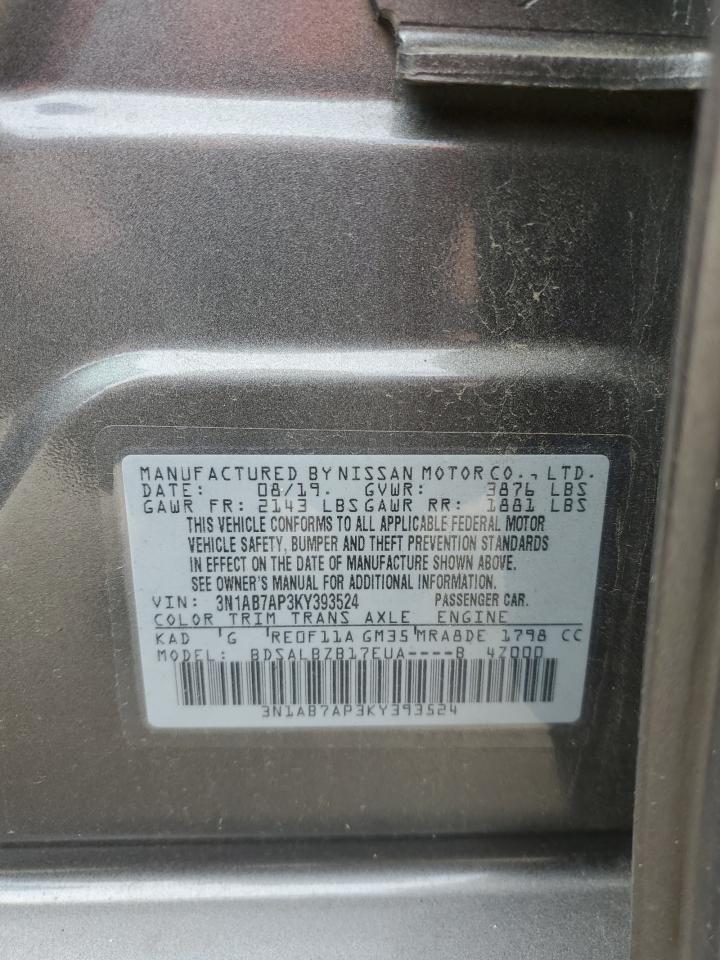 MANUFACTURED BY NISSAN MOTOR CO., LTD.
DATE: 08/19. GVWR: 3876 LBS
GAWR FR: 2143 LBS GAWR RR: 1881 LBS
THIS VEHICLE CONFORMS TO ALL APPLICABLE FEDERAL MOTOR
VEHICLE SAFETY, BUMPER AND THEFT PREVENTION STANDARDS
IN EFFECT ON THE DATE OF MANUFACTURE SHOWN ABOVE.
SEE OWNER'S MANUAL FOR ADDITIONAL INFORMATION.
VIN: 3N1AB7AP3KY393524 PASSENGER CAR.
COLOR TRIM TRANS AXLE ENGINE
KAD G RE0F11A GM35 MRA8DE 1798 CC
MODEL: BDSALBZB17EUA----B 4Z000
3N1AB7AP3KY393524